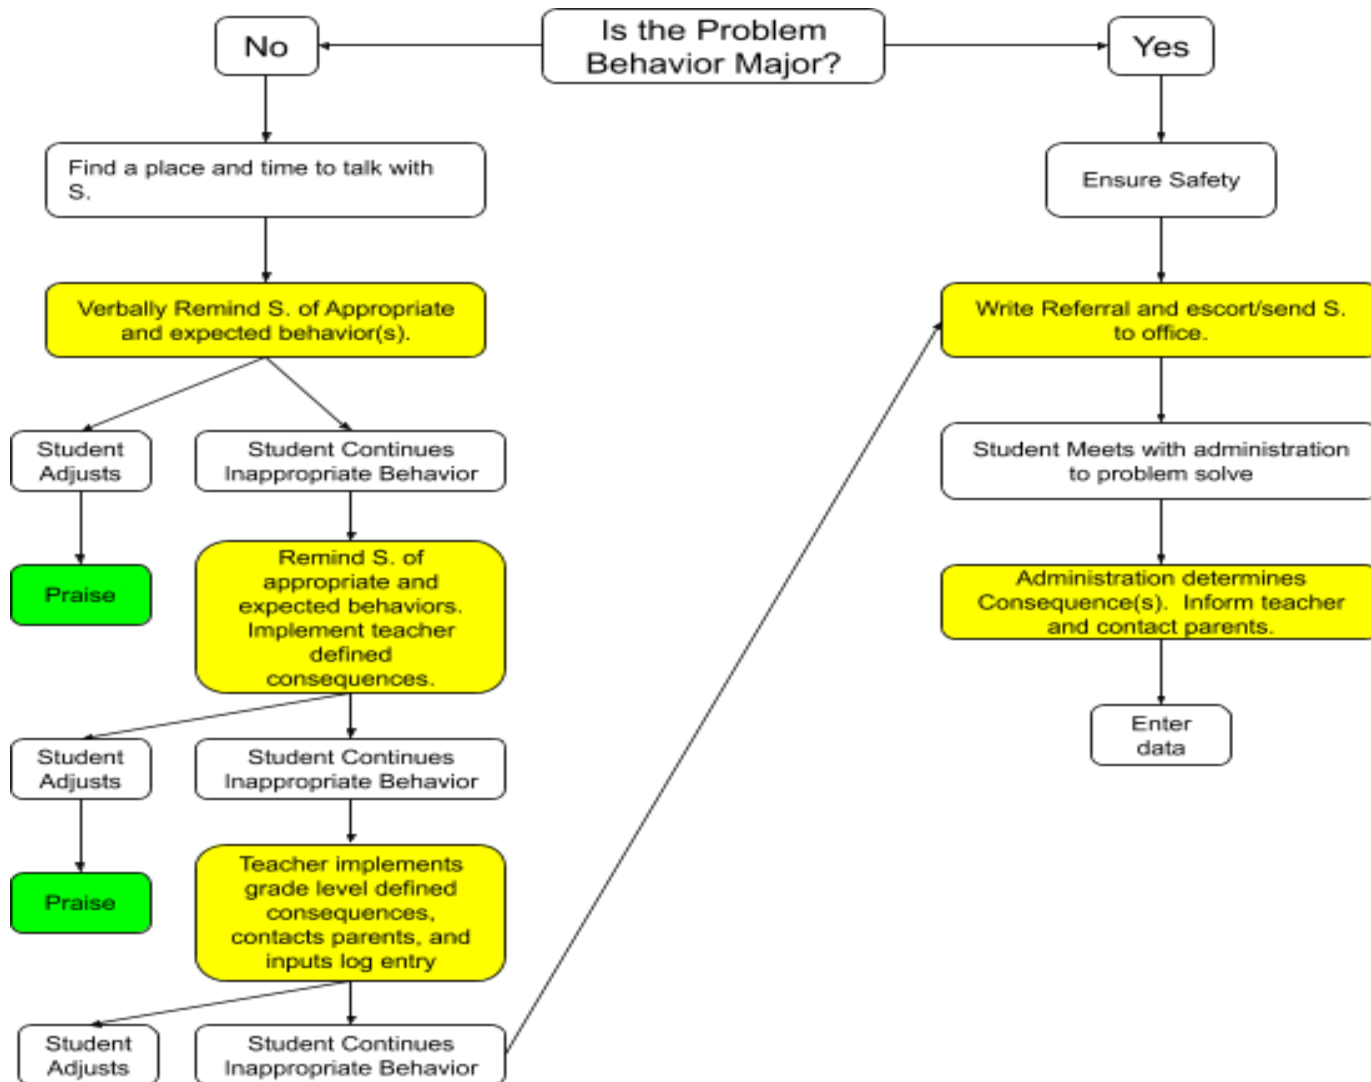 Is the Problem
Behavior Major?
No
Yes
Find a place and time to talk with
S.
Ensure Safety
Verbally Remind S. of Appropriate
and expected behavior(s).
Write Referral and escort/send S.
to office.
Student
Adjusts
Student Continues
Inappropriate Behavior
Student Meets with administration
to problem solve
Praise
Remind S. of
appropriate and
expected behaviors.
Implement teacher
defined
consequences.
Administration determines
Consequence(s).  Inform teacher
and contact parents.
Student
Adjusts
Student Continues
Inappropriate Behavior
Enter
data
Praise
Teacher implements
grade level defined
consequences,
contacts parents, and
inputs log entry
Student
Adjusts
Student Continues
Inappropriate Behavior